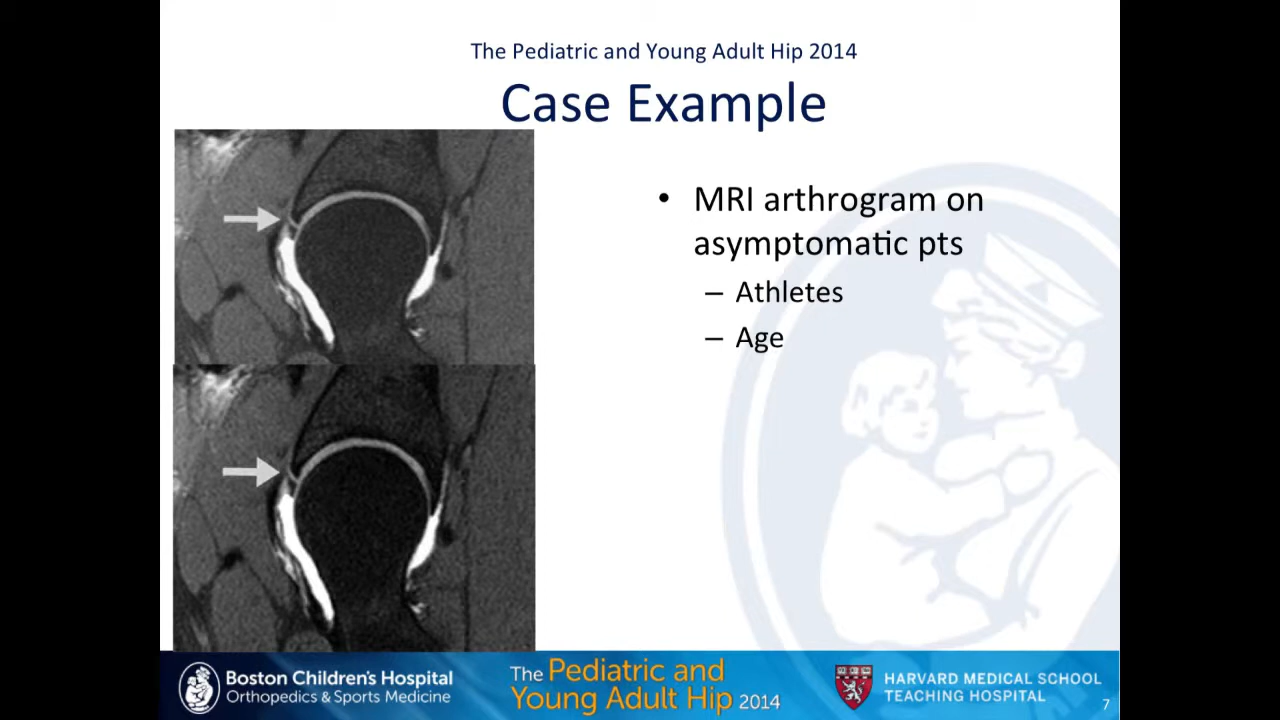 The Pediatric and Young Adult Hip 2014
Case Example
• MRI arthrogram on
asymptomatic pts
– Athletes
– Age
Boston Children's Hospital
Orthopedics & Sports Medicine
The Pediatric and
Young Adult Hip 2014
HARVARD MEDICAL SCHOOL
TEACHING HOSPITAL
7